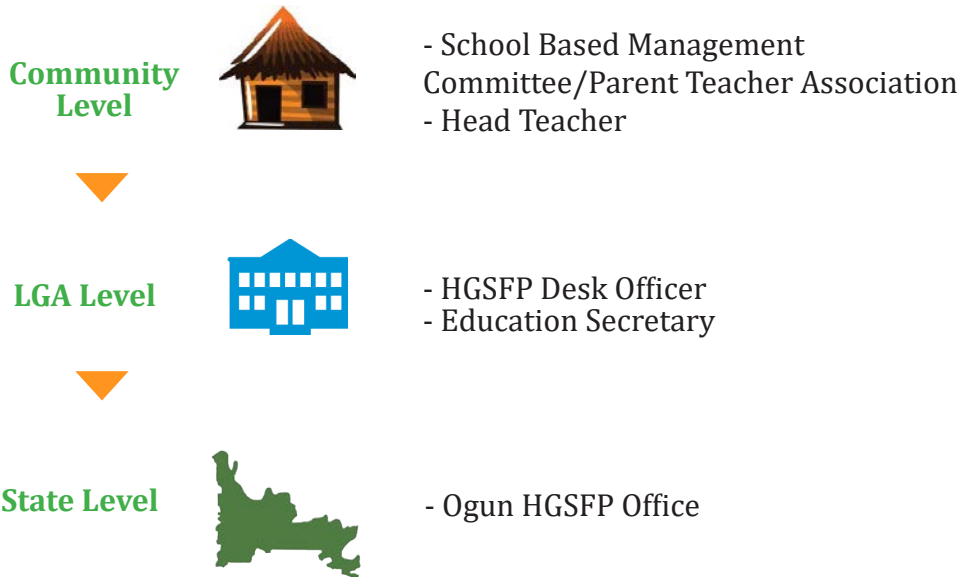 Community
Level
- School Based Management
Committee/Parent Teacher Association
- Head Teacher
LGA Level
- HGSFP Desk Officer
- Education Secretary
State Level
- Ogun HGSFP Office